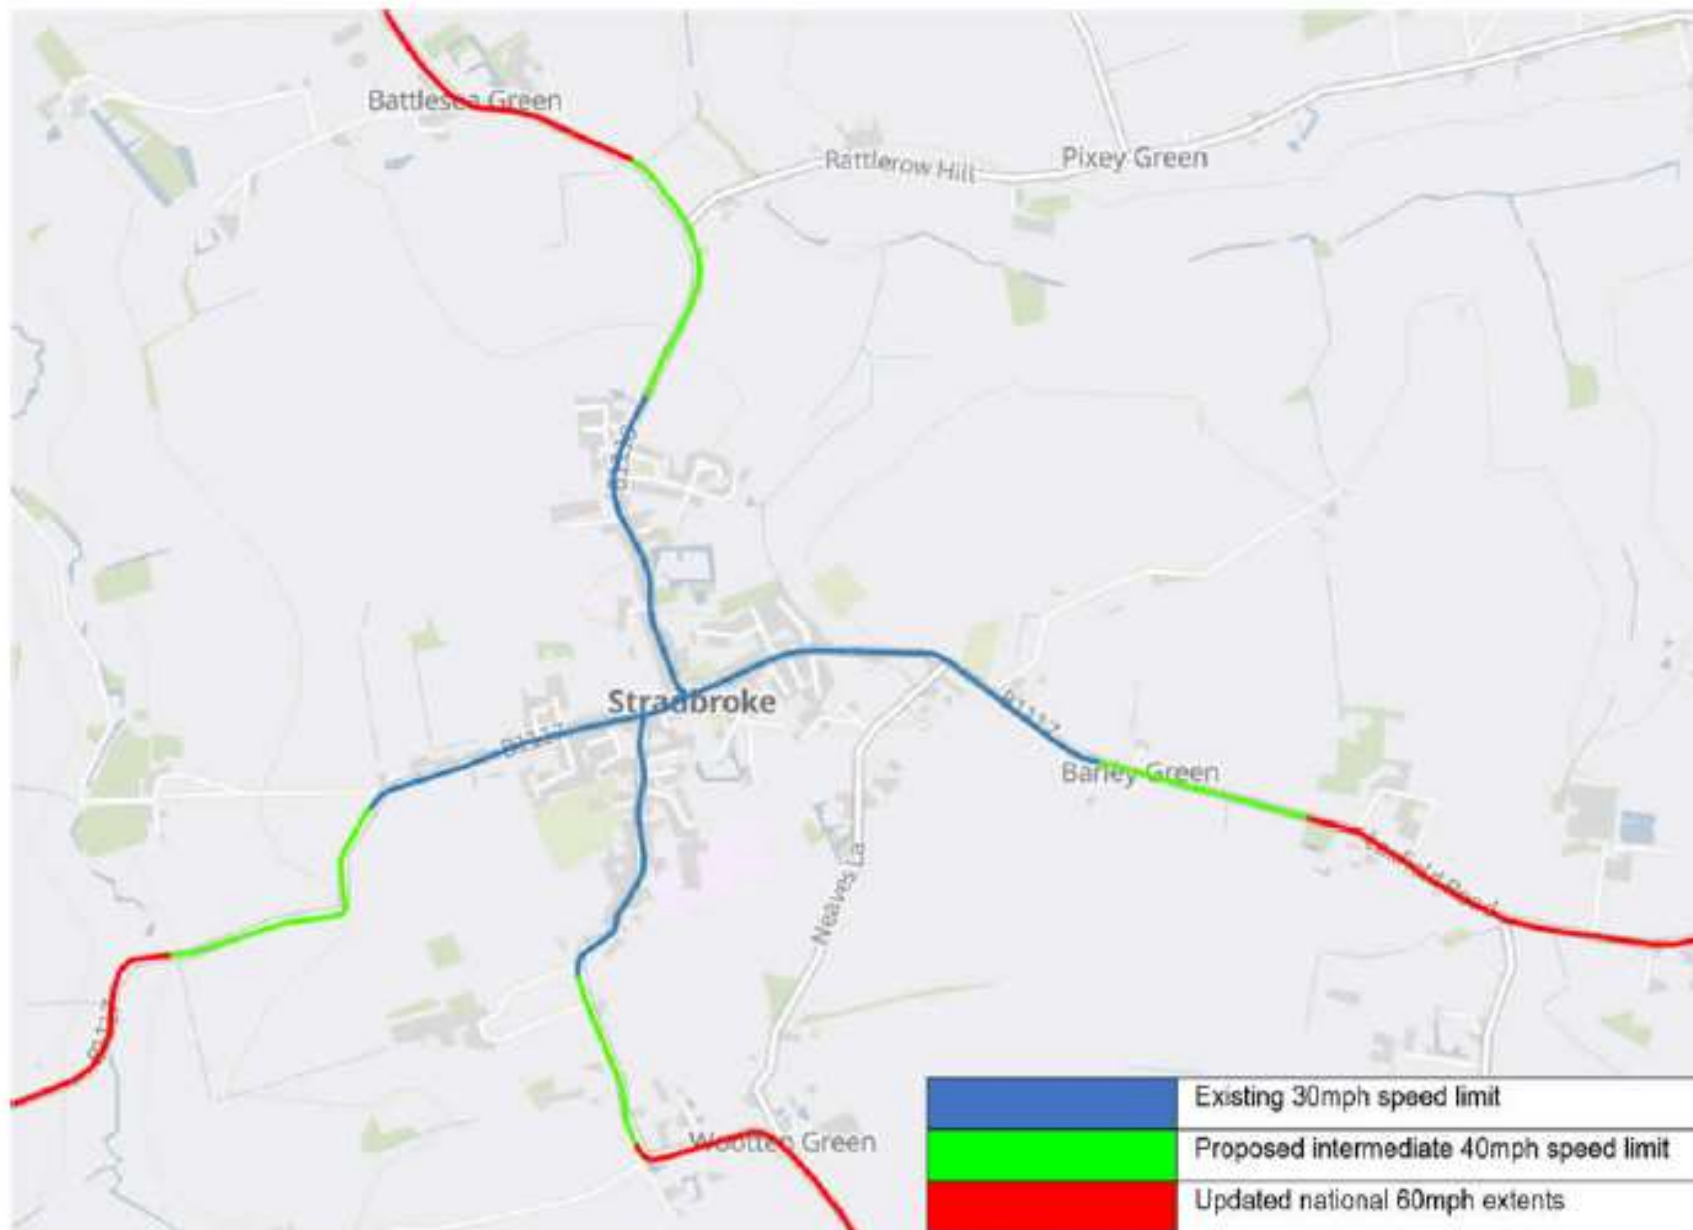 Battlesea Green
Rattlerow Hill
Pixey Green
Stradbroke
B1117
B1117
Barley Green
Neaves La
B1117
Wootten Green
Existing 30mph speed limit
Proposed intermediate 40mph speed limit
Updated national 60mph extents